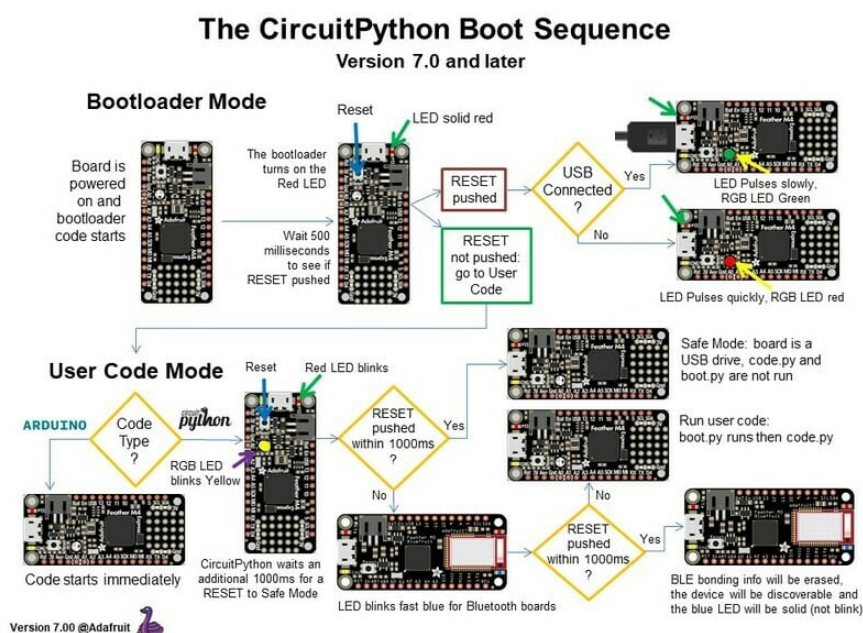 The CircuitPython Boot Sequence
Version 7.0 and later
Bootloader Mode
Board is
powered
on and
bootloader
code starts
The bootloader
turns on the
Red LED
Wait 500
milliseconds
to see if
RESET pushed
Reset
LED solid red
RESET
pushed
RESET
not pushed:
go to User
Code
USB
Connected
?
Yes
No
LED Pulses slowly,
RGB LED Green
LED Pulses quickly, RGB LED red
User Code Mode
ARDUINO
Code
Type
?
circuit
python
Code starts immediately
Reset
Red LED blinks
RGB LED
blinks Yellow
CircuitPython waits an
additional 1000ms for a
RESET to Safe Mode
RESET
pushed
within 1000ms
?
Yes
No
Safe Mode: board is a
USB drive, code.py and
boot.py are not run
Run user code:
boot.py runs then code.py
LED blinks fast blue for Bluetooth boards
No
RESET
pushed
within 1000ms
?
Yes
BLE bonding info will be erased,
the device will be discoverable and
the blue LED will be solid (not blink)
Version 7.00 @Adafruit
Feather M4
Adafruit